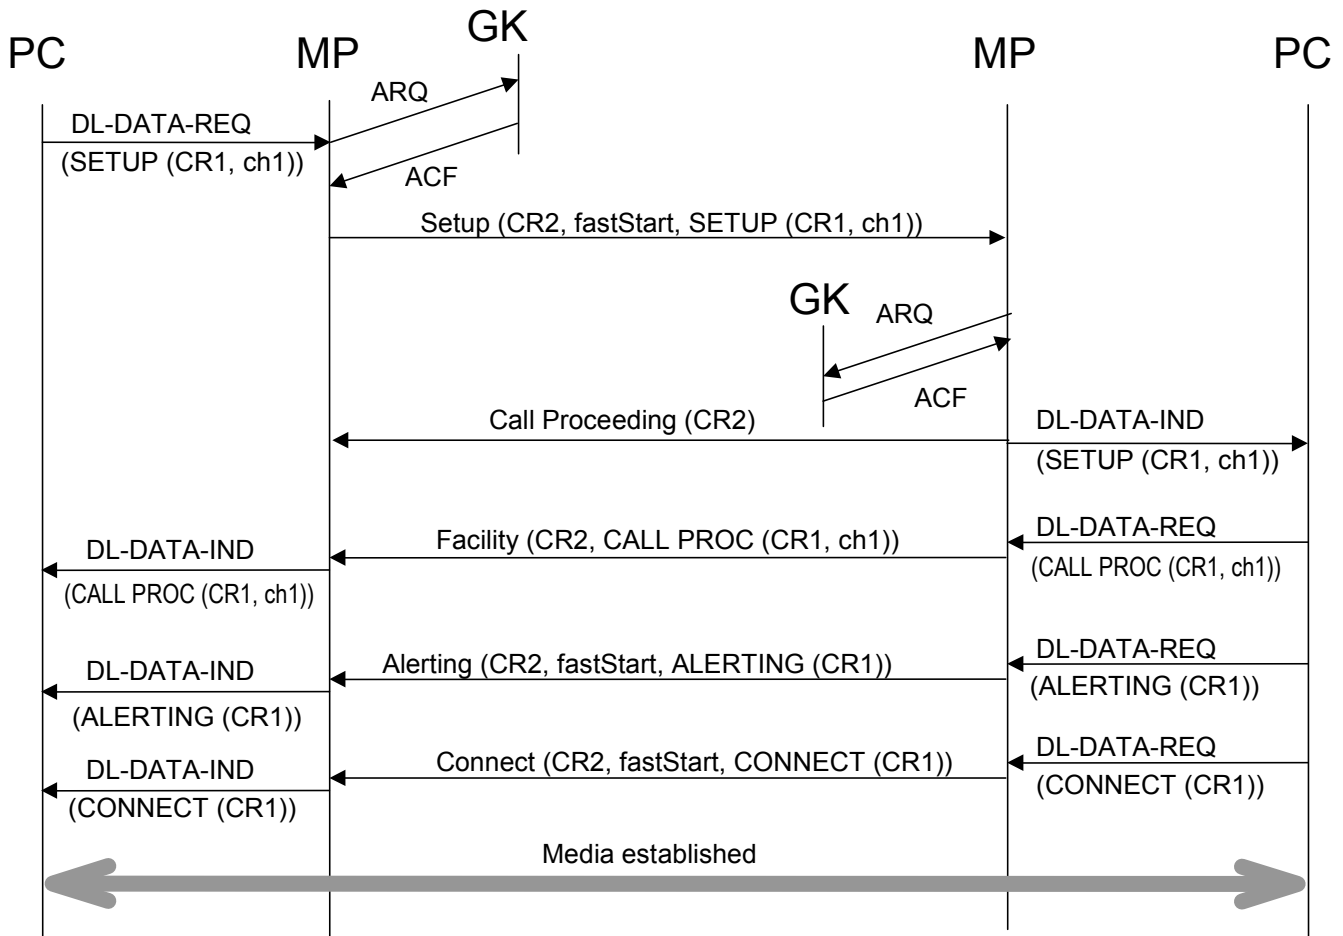 GK
PC
MP
MP
PC
ARQ
DL-DATA-REQ
(SETUP (CR1, ch1))
ACF
Setup (CR2, fastStart, SETUP (CR1, ch1))
GK
ARQ
ACF
Call Proceeding (CR2)
DL-DATA-IND
(SETUP (CR1, ch1))
DL-DATA-REQ
Facility (CR2, CALL PROC (CR1, ch1))
DL-DATA-IND
(CALL PROC (CR1, ch1))
(CALL PROC (CR1, ch1))
DL-DATA-REQ
Alerting (CR2, fastStart, ALERTING (CR1))
DL-DATA-IND
(ALERTING (CR1))
(ALERTING (CR1))
DL-DATA-REQ
Connect (CR2, fastStart, CONNECT (CR1))
DL-DATA-IND
(CONNECT (CR1))
(CONNECT (CR1))
Media established